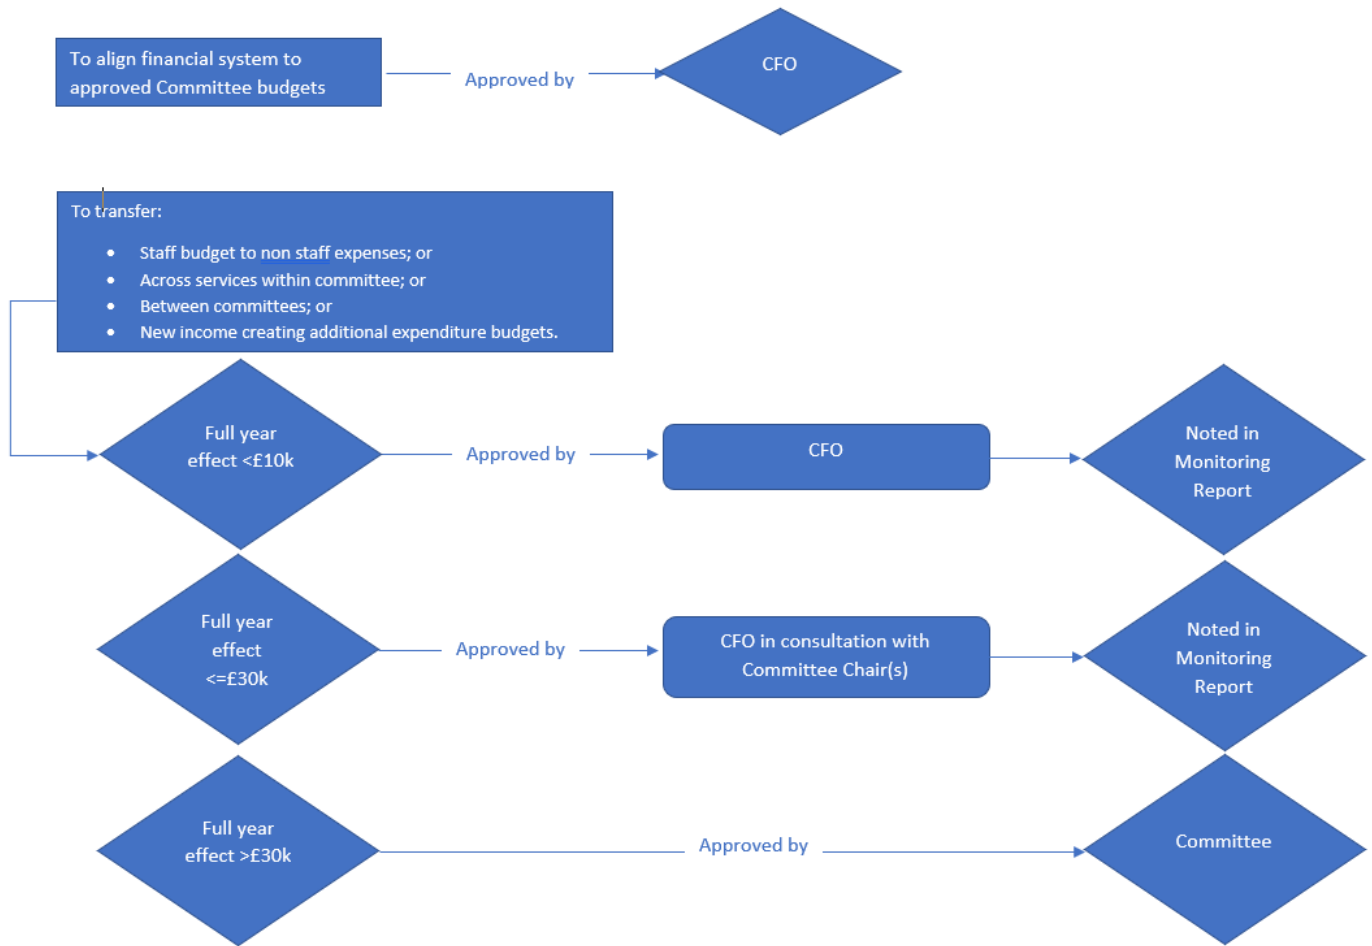 To align financial system to
approved Committee budgets
Approved by
CFO
To transfer:
• Staff budget to non staff expenses; or
• Across services within committee; or
• Between committees; or
• New income creating additional expenditure budgets.
Full year
effect <£10k
Approved by
CFO
Noted in
Monitoring
Report
Full year
effect
<=£30k
Approved by
CFO in consultation with
Committee Chair(s)
Noted in
Monitoring
Report
Full year
effect >£30k
Approved by
Committee